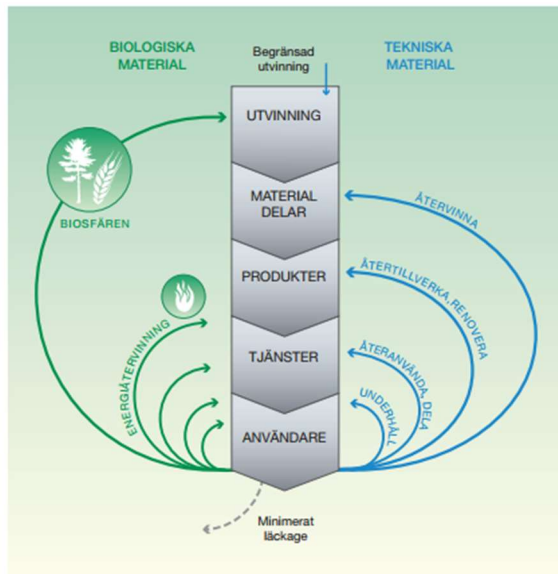 BIOLOGISKA
MATERIAL
Begränsad
utvinning
TEKNISKA
MATERIAL
UTVINNING
BIOSFÄREN
MATERIAL
DELAR
ÅTERVINNA
PRODUKTER
ÅTERTILLVERKA, RENOVERA
ENERGIÅTERVINNING
TJÄNSTER
ÅTERANVÄNDA, DELA
UNDERHÅLL
ANVÄNDARE
Minimerat
läckage